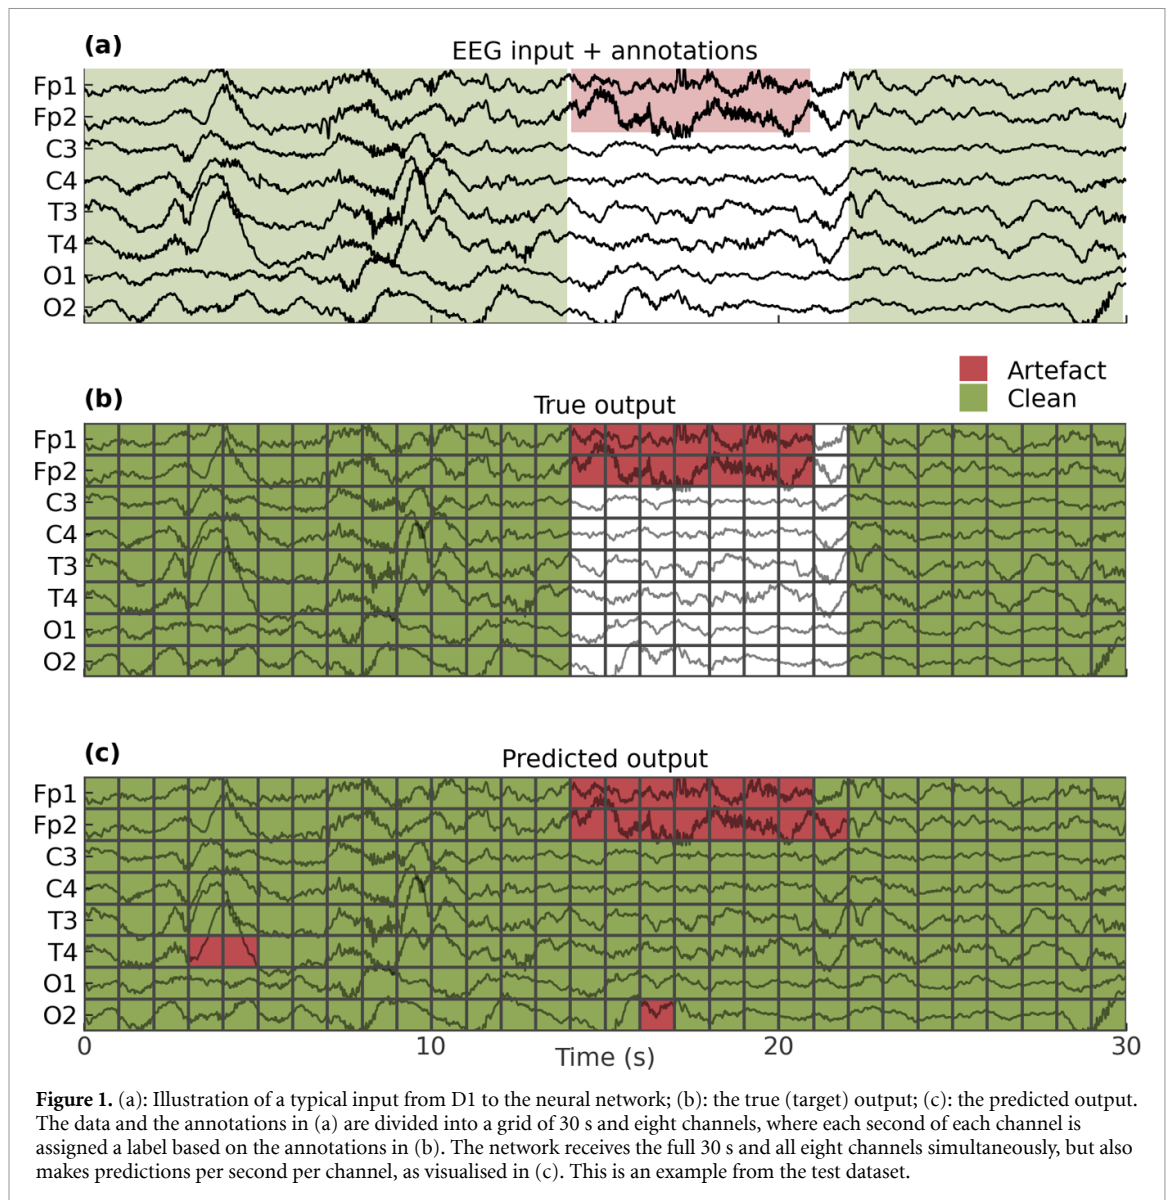 (a)
EEG input + annotations
Fp1
Fp2
C3
C4
T3
T4
O1
O2
Artefact
Clean
(b)
True output
Fp1
Fp2
C3
C4
T3
T4
O1
O2
(c)
Predicted output
Fp1
Fp2
C3
C4
T3
T4
O1
O2
0 10 20 30
Time (s)
Figure 1. (a): Illustration of a typical input from D1 to the neural network; (b): the true (target) output; (c): the predicted output.
The data and the annotations in (a) are divided into a grid of 30 s and eight channels, where each second of each channel is
assigned a label based on the annotations in (b). The network receives the full 30 s and all eight channels simultaneously, but also
makes predictions per second per channel, as visualised in (c). This is an example from the test dataset.